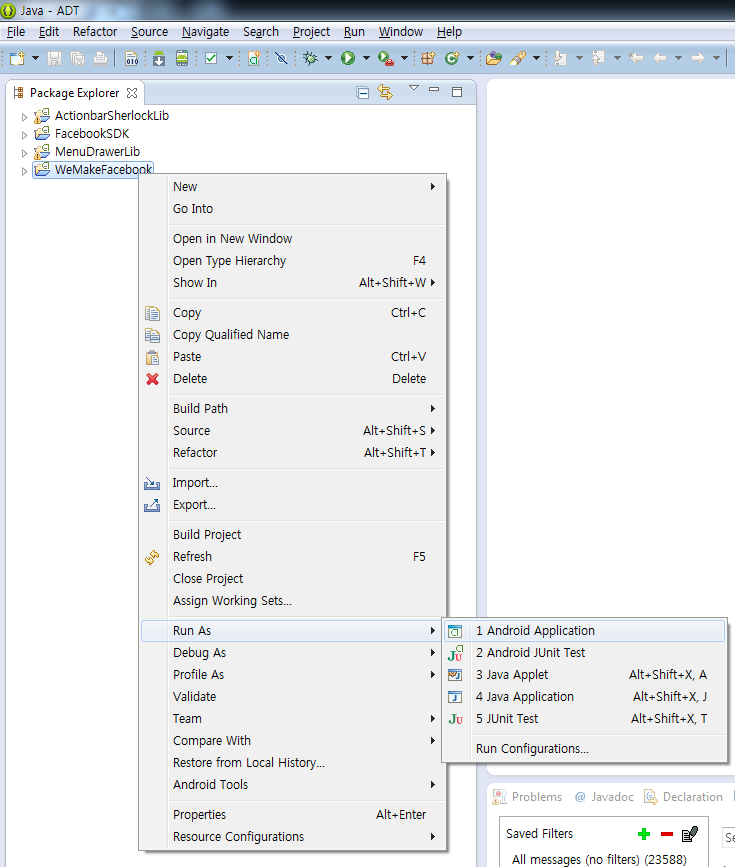 Java - ADT
File Edit Refactor Source Navigate Search Project Run Window Help
Package Explorer
ActionbarSherlockLib
FacebookSDK
MenuDrawerLib
WeMakeFacebook
New
Go Into
Open in New Window
Open Type Hierarchy F4
Show In Alt+Shift+W
Copy Ctrl+C
Copy Qualified Name
Paste Ctrl+V
Delete Delete
Build Path
Source Alt+Shift+S
Refactor Alt+Shift+T
Import...
Export...
Build Project
Refresh F5
Close Project
Assign Working Sets...
Run As
Debug As
Profile As
Validate
Team
Compare With
Restore from Local History...
Android Tools
Properties Alt+Enter
Resource Configurations
1 Android Application
2 Android JUnit Test
3 Java Applet Alt+Shift+X, A
4 Java Application Alt+Shift+X, J
5 JUnit Test Alt+Shift+X, T
Run Configurations...
Problems @ Javadoc Declaration
Saved Filters
All messages (no filters) (23588)